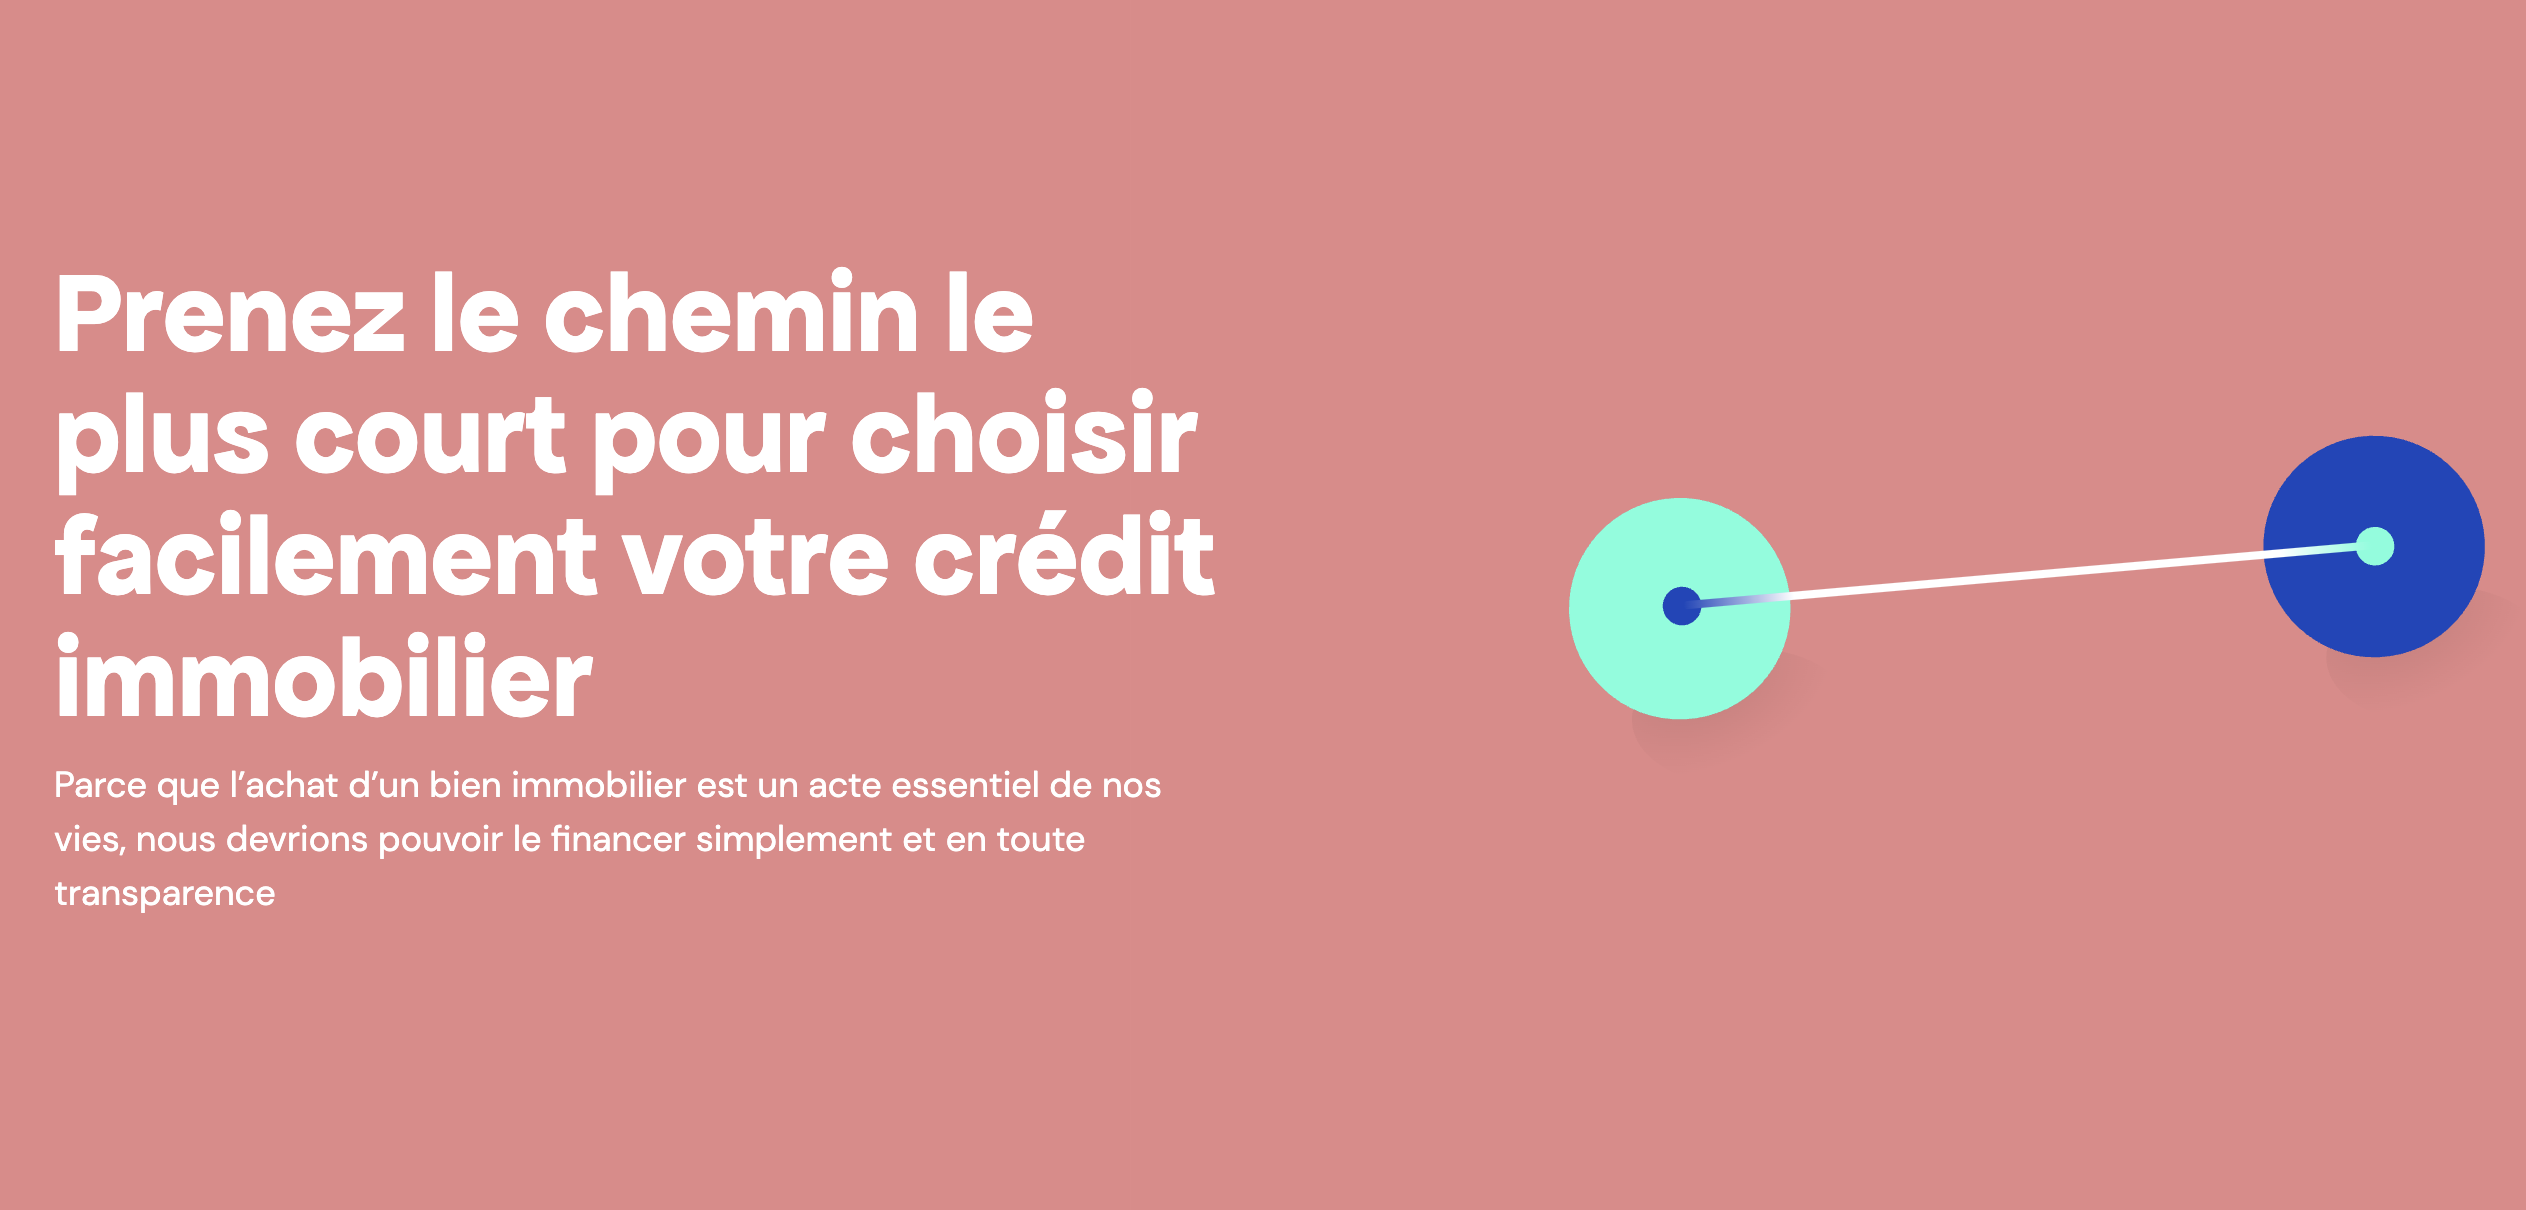 Prenez le chemin le
plus court pour choisir
facilement votre crédit
immobilier
Parce que l’achat d’un bien immobilier est un acte essentiel de nos
vies, nous devrions pouvoir le financer simplement et en toute
transparence